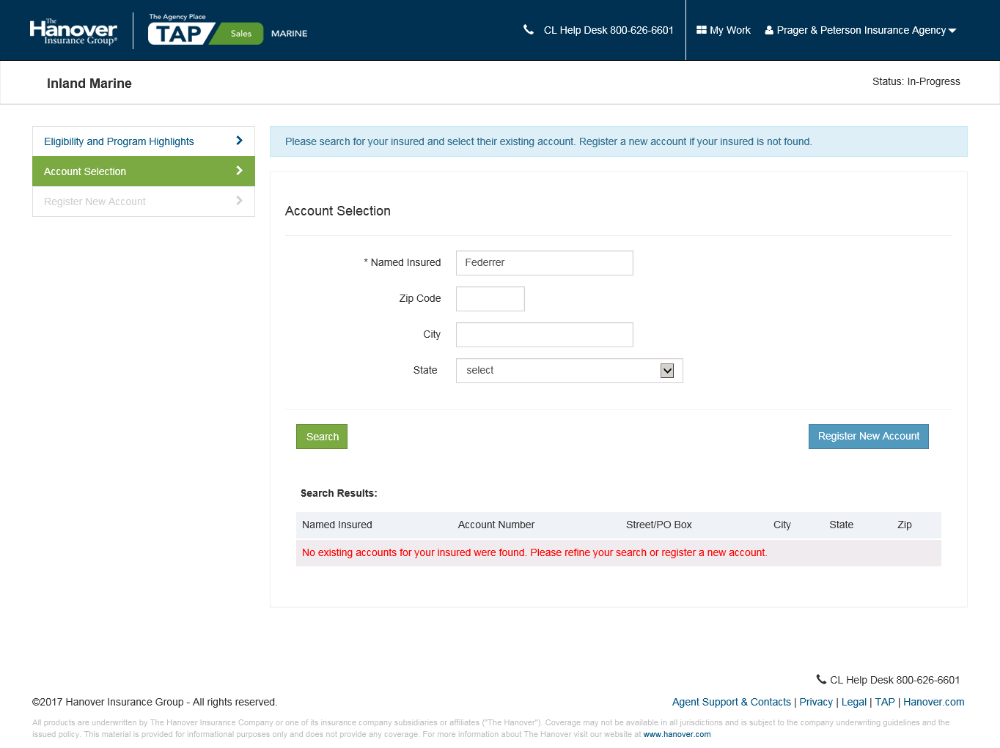 The Hanover Insurance Group®
The Agency Place
TAP Sales MARINE
CL Help Desk 800-626-6601
My Work
Prager & Peterson Insurance Agency
Inland Marine
Status: In-Progress
Eligibility and Program Highlights
Account Selection
Register New Account
Please search for your insured and select their existing account. Register a new account if your insured is not found.
Account Selection
* Named Insured Federrer
Zip Code
City
State select
Search
Register New Account
Search Results:
Named Insured Account Number Street/PO Box City State Zip
No existing accounts for your insured were found. Please refine your search or register a new account.
CL Help Desk 800-626-6601
©2017 Hanover Insurance Group - All rights reserved.
Agent Support & Contacts | Privacy | Legal | TAP | Hanover.com
All products are underwritten by The Hanover Insurance Company or one of its insurance company subsidiaries or affiliates ("The Hanover"). Coverage may not be available in all jurisdictions and is subject to the company underwriting guidelines and the
issued policy. This material is provided for informational purposes only and does not provide any coverage. For more information about The Hanover visit our website at www.hanover.com